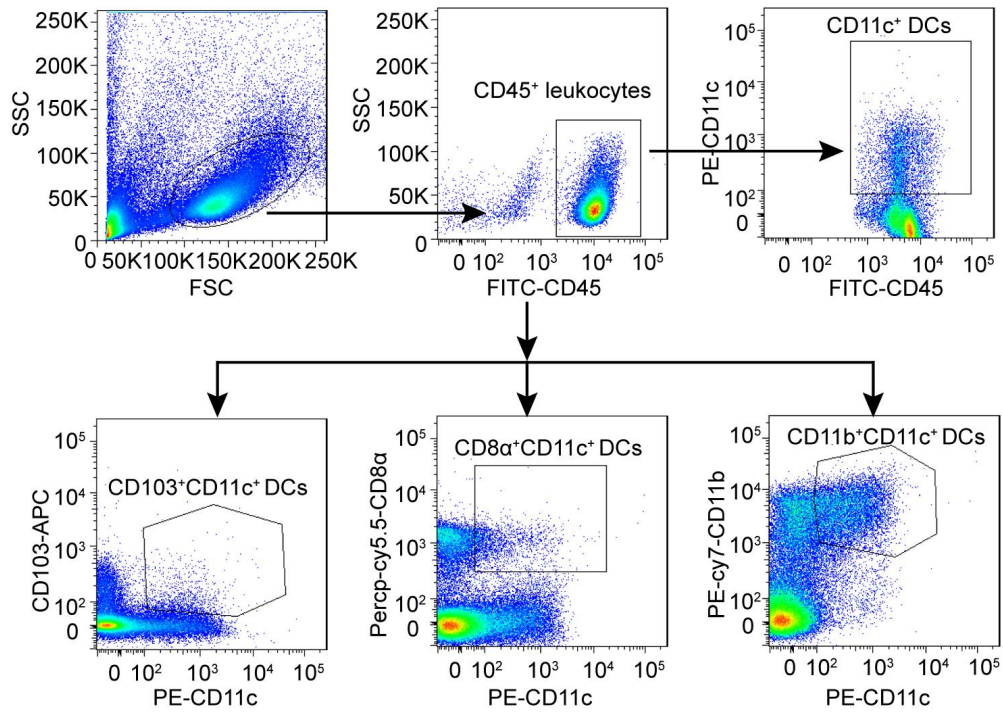 SSC
250K
200K
150K
100K
50K
0
0 50K100K150K200K 250K
FSC
SSC
250K
200K
150K
100K
50K
0
CD45⁺ leukocytes
0 10² 10³ 10⁴ 10⁵
FITC-CD45
PE-CD11c
10⁵
10⁴
10³
10²
0
CD11c⁺ DCs
0 10² 10³ 10⁴ 10⁵
FITC-CD45
CD103-APC
10⁵
10⁴
10³
10²
0
CD103⁺CD11c⁺ DCs
0 10² 10³ 10⁴ 10⁵
PE-CD11c
Percp-cy5.5-CD8α
10⁵
10⁴
10³
10²
0
CD8α⁺CD11c⁺ DCs
0 10² 10³ 10⁴ 10⁵
PE-CD11c
PE-cy7-CD11b
10⁵
10⁴
10³
10²
0
CD11b⁺CD11c⁺ DCs
0 10² 10³ 10⁴ 10⁵
PE-CD11c